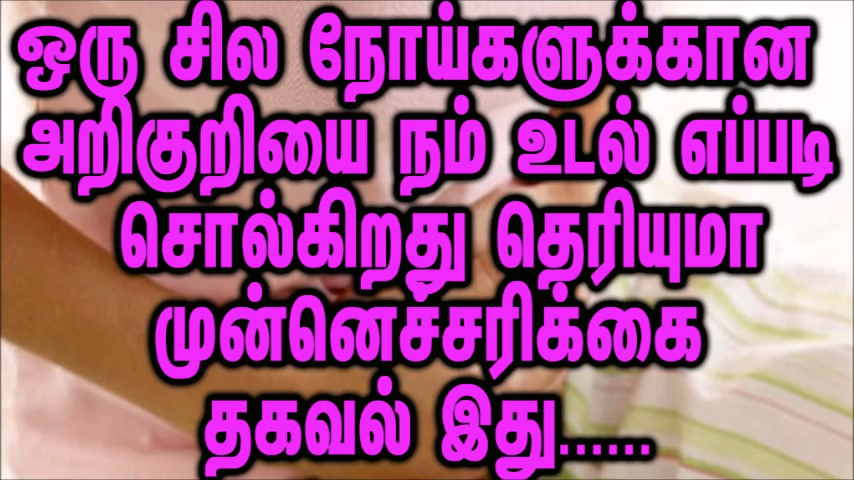 ஒரு சில நோய்களுக்கான
அறிகுறியை நம் உடல் எப்படி
சொல்கிறது தெரியுமா
முன்னெச்சரிக்கை
தகவல் இது......